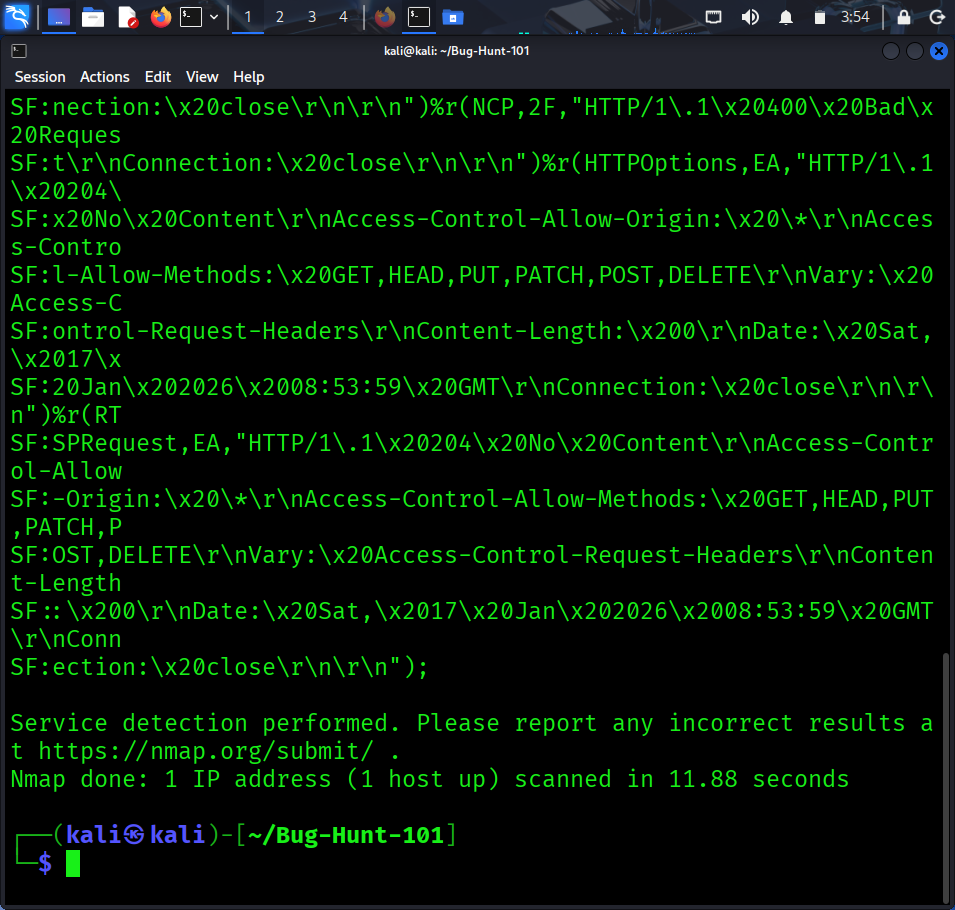 1 2 3 4 3:54
kali@kali: ~/Bug-Hunt-101
Session Actions Edit View Help
SF:nection:\x20close\r\n\r\n")%r(NCP,2F,"HTTP/1\.1\x20400\x20Bad\x
20Reques
SF:t\r\nConnection:\x20close\r\n\r\n")%r(HTTPOptions,EA,"HTTP/1\.1
\x20204\
SF:x20No\x20Content\r\nAccess-Control-Allow-Origin:\x20\*\r\nAcces
s-Contro
SF:l-Allow-Methods:\x20GET,HEAD,PUT,PATCH,POST,DELETE\r\nVary:\x20
Access-C
SF:ontrol-Request-Headers\r\nContent-Length:\x200\r\nDate:\x20Sat,
\x2017\x
SF:20Jan\x202026\x2008:53:59\x20GMT\r\nConnection:\x20close\r\n\r\
n")%r(RT
SF:SPRequest,EA,"HTTP/1\.1\x20204\x20No\x20Content\r\nAccess-Contr
ol-Allow
SF:-Origin:\x20\*\r\nAccess-Control-Allow-Methods:\x20GET,HEAD,PUT
,PATCH,P
SF:OST,DELETE\r\nVary:\x20Access-Control-Request-Headers\r\nConten
t-Length
SF::\x200\r\nDate:\x20Sat,\x2017\x20Jan\x202026\x2008:53:59\x20GMT
\r\nConn
SF:ection:\x20close\r\n\r\n");
Service detection performed. Please report any incorrect results a
t https://nmap.org/submit/ .
Nmap done: 1 IP address (1 host up) scanned in 11.88 seconds
┌──(kali㉿kali)-[~/Bug-Hunt-101]
└─$